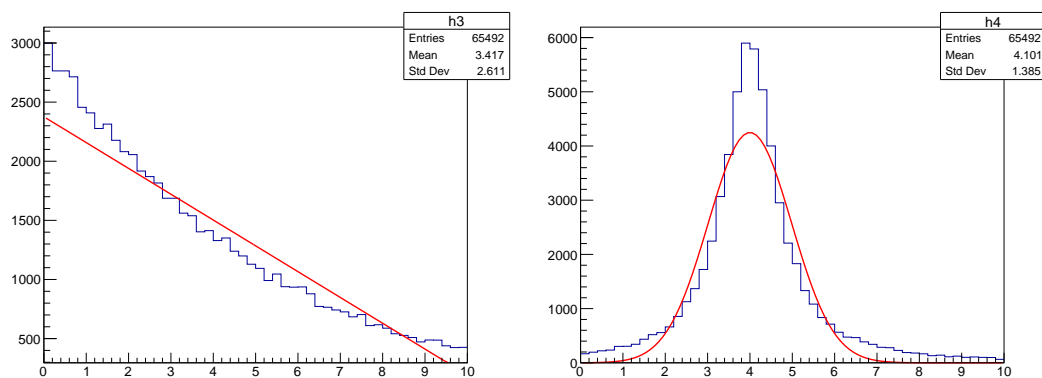 h3
Entries 65492
Mean 3.417
Std Dev 2.611
3000
2500
2000
1500
1000
500
0 1 2 3 4 5 6 7 8 9 10
h4
Entries 65492
Mean 4.101
Std Dev 1.385
6000
5000
4000
3000
2000
1000
0
0 1 2 3 4 5 6 7 8 9 10